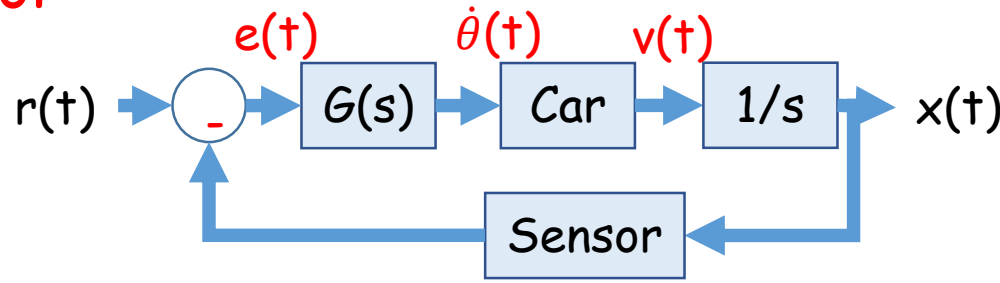 e(t) θ̇(t) v(t)
r(t) - G(s) Car 1/s x(t)
Sensor